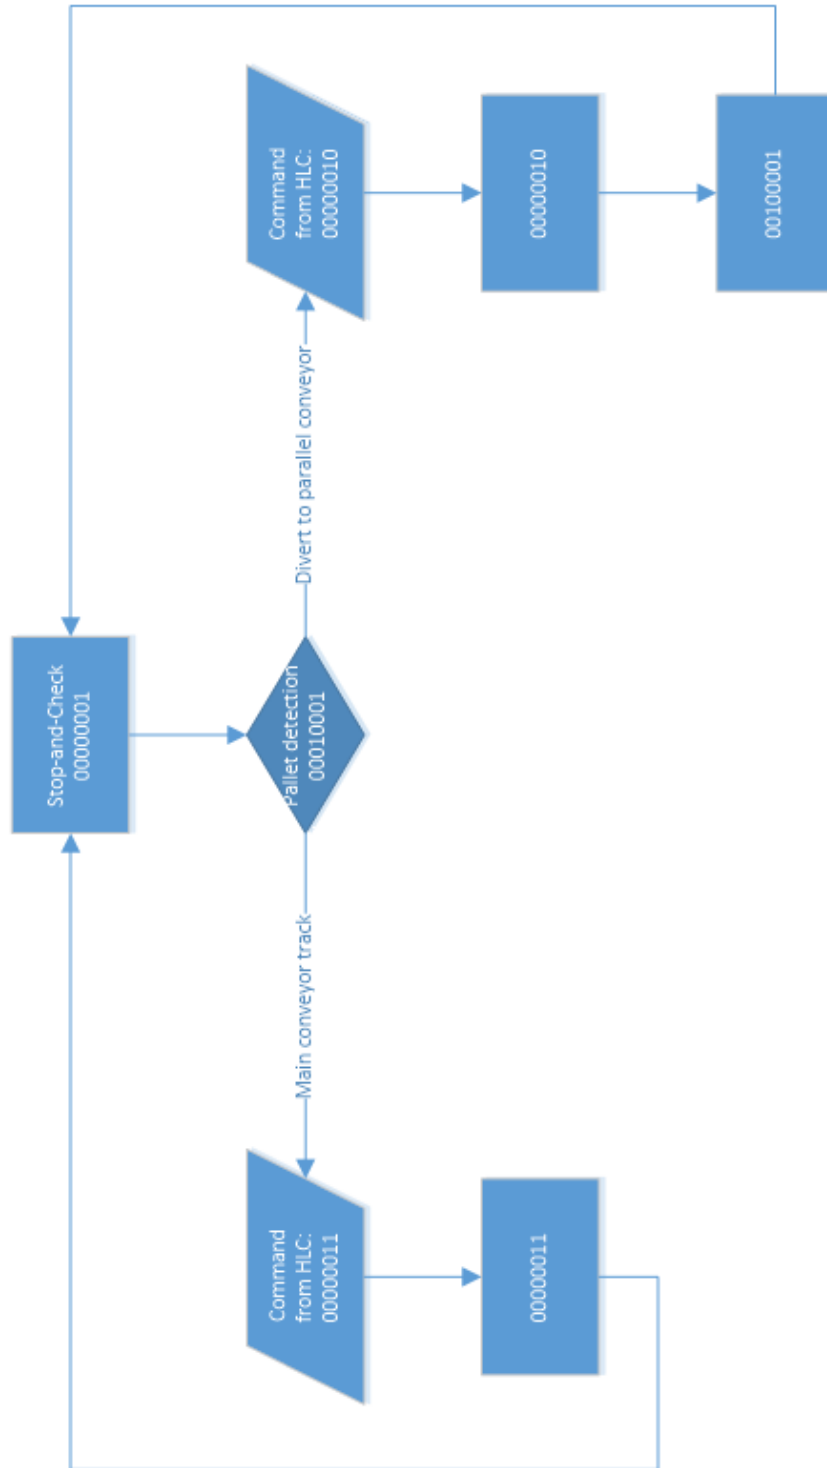 Stop-and-Check
00000001
Pallet detection
00010001
Main conveyor track
Divert to parallel conveyor
Command
from HLC:
00000011
Command
from HLC:
00000010
00000011
00000010
00100001